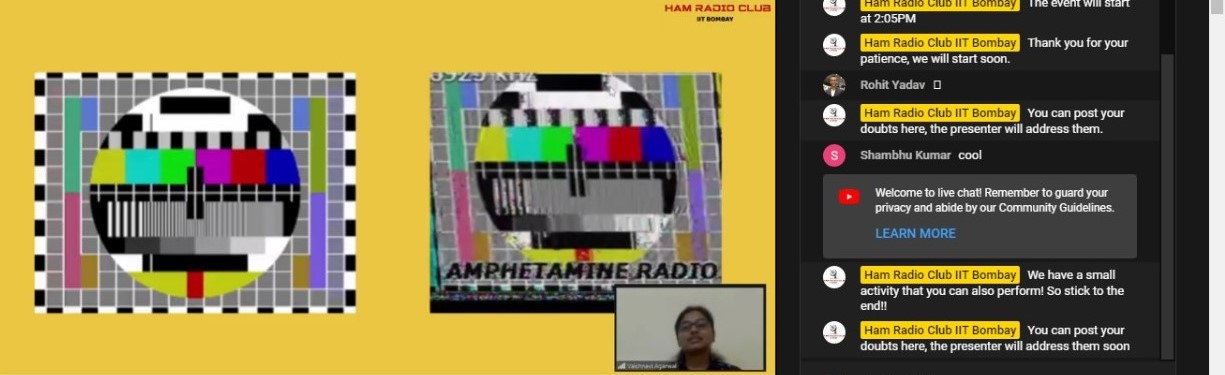 HAM RADIO CLUB
IIT BOMBAY
AMPHETAMINE RADIO
Vaishnavi Agarwal
Ham Radio Club IIT Bombay The event will start
at 2:05PM
Ham Radio Club IIT Bombay Thank you for your
patience, we will start soon.
Rohit Yadav
Ham Radio Club IIT Bombay You can post your
doubts here, the presenter will address them.
S
Shambhu Kumar cool
Welcome to live chat! Remember to guard your
privacy and abide by our Community Guidelines.
LEARN MORE
Ham Radio Club IIT Bombay We have a small
activity that you can also perform! So stick to the
end!!
Ham Radio Club IIT Bombay You can post your
doubts here, the presenter will address them soon